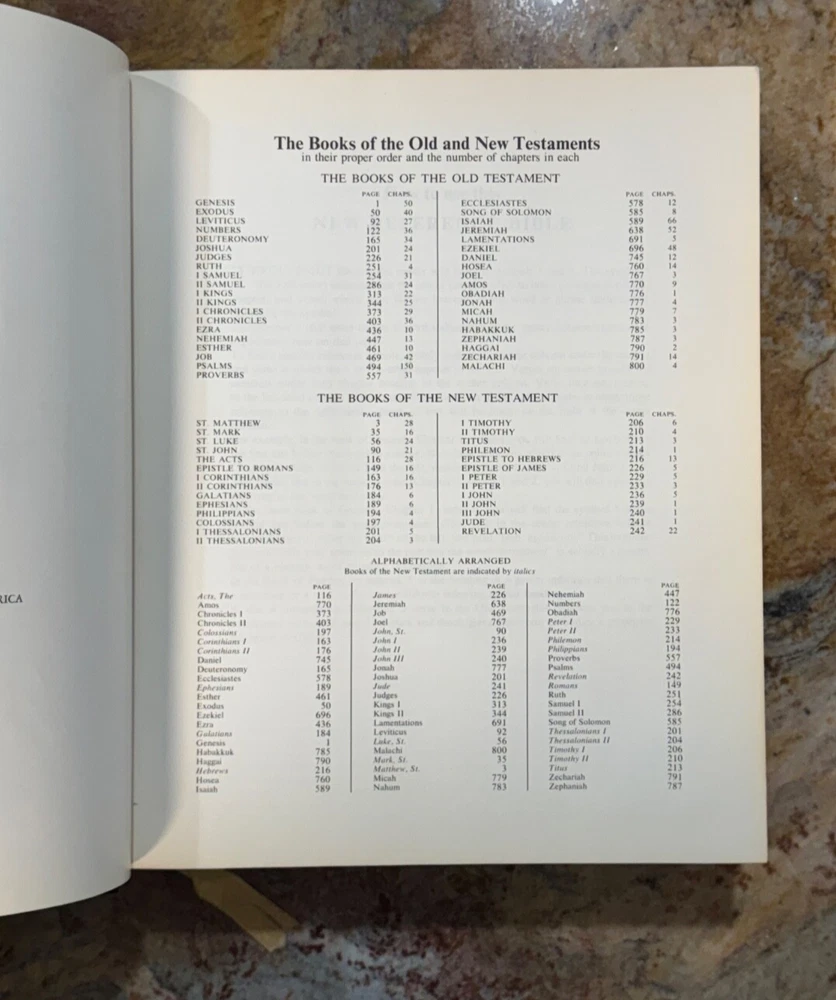 RICA
The Books of the Old and New Testaments
in their proper order and the number of chapters in each
THE BOOKS OF THE OLD TESTAMENT
PAGE CHAPS.
GENESIS 1 50
EXODUS 50 40
LEVITICUS 92 27
NUMBERS 122 36
DEUTERONOMY 165 34
JOSHUA 201 24
JUDGES 226 21
RUTH 251 4
I SAMUEL 254 31
II SAMUEL 286 24
I KINGS 313 22
II KINGS 344 25
I CHRONICLES 373 29
II CHRONICLES 403 36
EZRA 436 10
NEHEMIAH 447 13
ESTHER 461 10
JOB 469 42
PSALMS 494 150
PROVERBS 557 31
PAGE CHAPS.
ECCLESIASTES 578 12
SONG OF SOLOMON 585 8
ISAIAH 589 66
JEREMIAH 638 52
LAMENTATIONS 691 5
EZEKIEL 696 48
DANIEL 745 12
HOSEA 760 14
JOEL 767 3
AMOS 770 9
OBADIAH 776 1
JONAH 777 4
MICAH 779 7
NAHUM 783 3
HABAKKUK 785 3
ZEPHANIAH 787 3
HAGGAI 790 2
ZECHARIAH 791 14
MALACHI 800 4
THE BOOKS OF THE NEW TESTAMENT
PAGE CHAPS.
ST. MATTHEW 3 28
ST. MARK 35 16
ST. LUKE 56 24
ST. JOHN 90 21
THE ACTS 116 28
EPISTLE TO ROMANS 149 16
I CORINTHIANS 163 16
II CORINTHIANS 176 13
GALATIANS 184 6
EPHESIANS 189 6
PHILIPPIANS 194 4
COLOSSIANS 197 4
I THESSALONIANS 201 5
II THESSALONIANS 204 3
PAGE CHAPS.
I TIMOTHY 206 6
II TIMOTHY 210 4
TITUS 213 3
PHILEMON 214 1
EPISTLE TO HEBREWS 216 13
EPISTLE OF JAMES 226 5
I PETER 229 5
II PETER 233 3
I JOHN 236 5
II JOHN 239 1
III JOHN 240 1
JUDE 241 1
REVELATION 242 22
ALPHABETICALLY ARRANGED
Books of the New Testament are indicated by italics
PAGE
Acts, The 116
Amos 770
Chronicles I 373
Chronicles II 403
Colossians 197
Corinthians I 163
Corinthians II 176
Daniel 745
Deuteronomy 165
Ecclesiastes 578
Ephesians 189
Esther 461
Exodus 50
Ezekiel 696
Ezra 436
Galatians 184
Genesis 1
Habakkuk 785
Haggai 790
Hebrews 216
Hosea 760
Isaiah 589
PAGE
James 226
Jeremiah 638
Job 469
Joel 767
John, St. 90
John I 236
John II 239
John III 240
Jonah 777
Joshua 201
Jude 241
Judges 226
Kings I 313
Kings II 344
Lamentations 691
Leviticus 92
Luke, St. 56
Malachi 800
Mark, St. 35
Matthew, St. 3
Micah 779
Nahum 783
PAGE
Nehemiah 447
Numbers 122
Obadiah 776
Peter I 229
Peter II 233
Philemon 214
Philippians 194
Proverbs 557
Psalms 494
Revelation 242
Romans 149
Ruth 251
Samuel I 254
Samuel II 286
Song of Solomon 585
Thessalonians I 201
Thessalonians II 204
Timothy I 206
Timothy II 210
Titus 213
Zechariah 791
Zephaniah 787